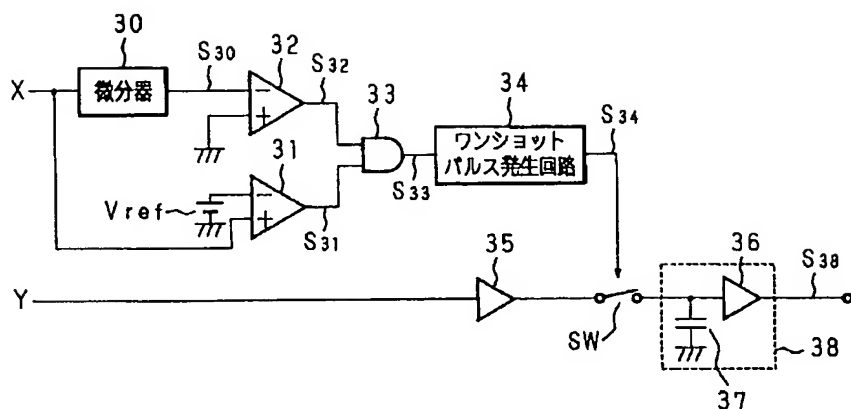 30
S30
32
S32
X
微分器
33
34
S34
ワンショット
パルス発生回路
S33
31
Vref
S31
35
36
S38
Y
SW
37
38